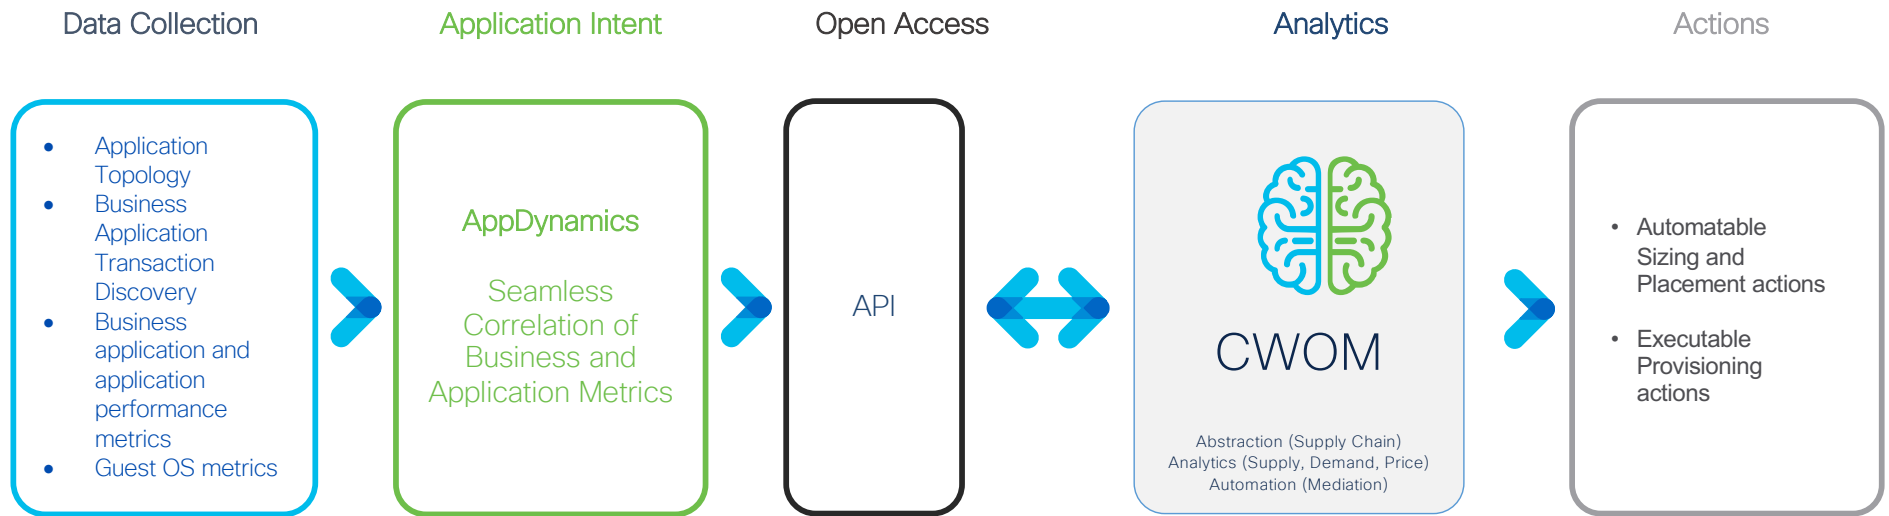 Data Collection
Application Intent
Open Access
Analytics
Actions
• Application
Topology
• Business
Application
Transaction
Discovery
• Business
application and
application
performance
metrics
• Guest OS metrics
AppDynamics
Seamless
Correlation of
Business and
Application Metrics
API
CWOM
Abstraction (Supply Chain)
Analytics (Supply, Demand, Price)
Automation (Mediation)
• Automatable
Sizing and
Placement actions
• Executable
Provisioning
actions